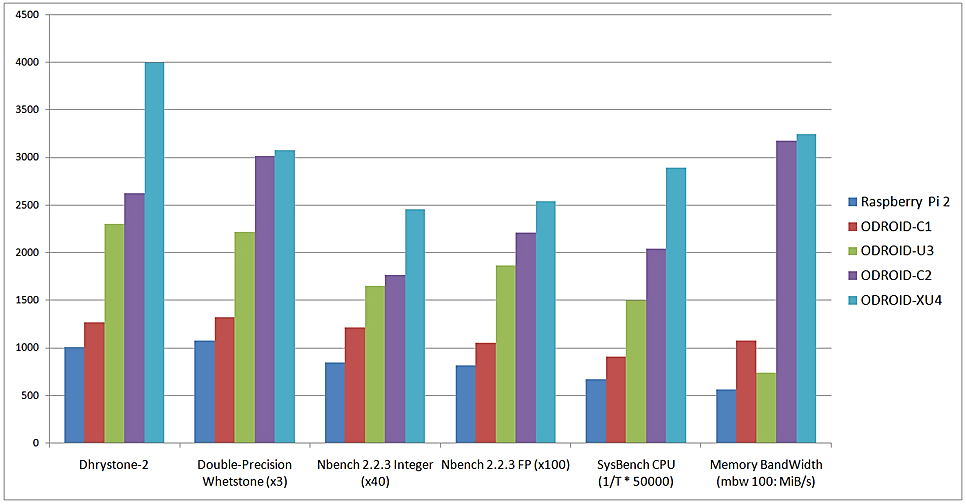 4500
4000
3500
3000
2500
2000
1500
1000
500
0
Dhrystone-2
Double-Precision
Whetstone (x3)
Nbench 2.2.3 Integer
(x40)
Nbench 2.2.3 FP (x100)
SysBench CPU
(1/T * 50000)
Memory BandWidth
(mbw 100: MiB/s)
Raspberry Pi 2
ODROID-C1
ODROID-U3
ODROID-C2
ODROID-XU4